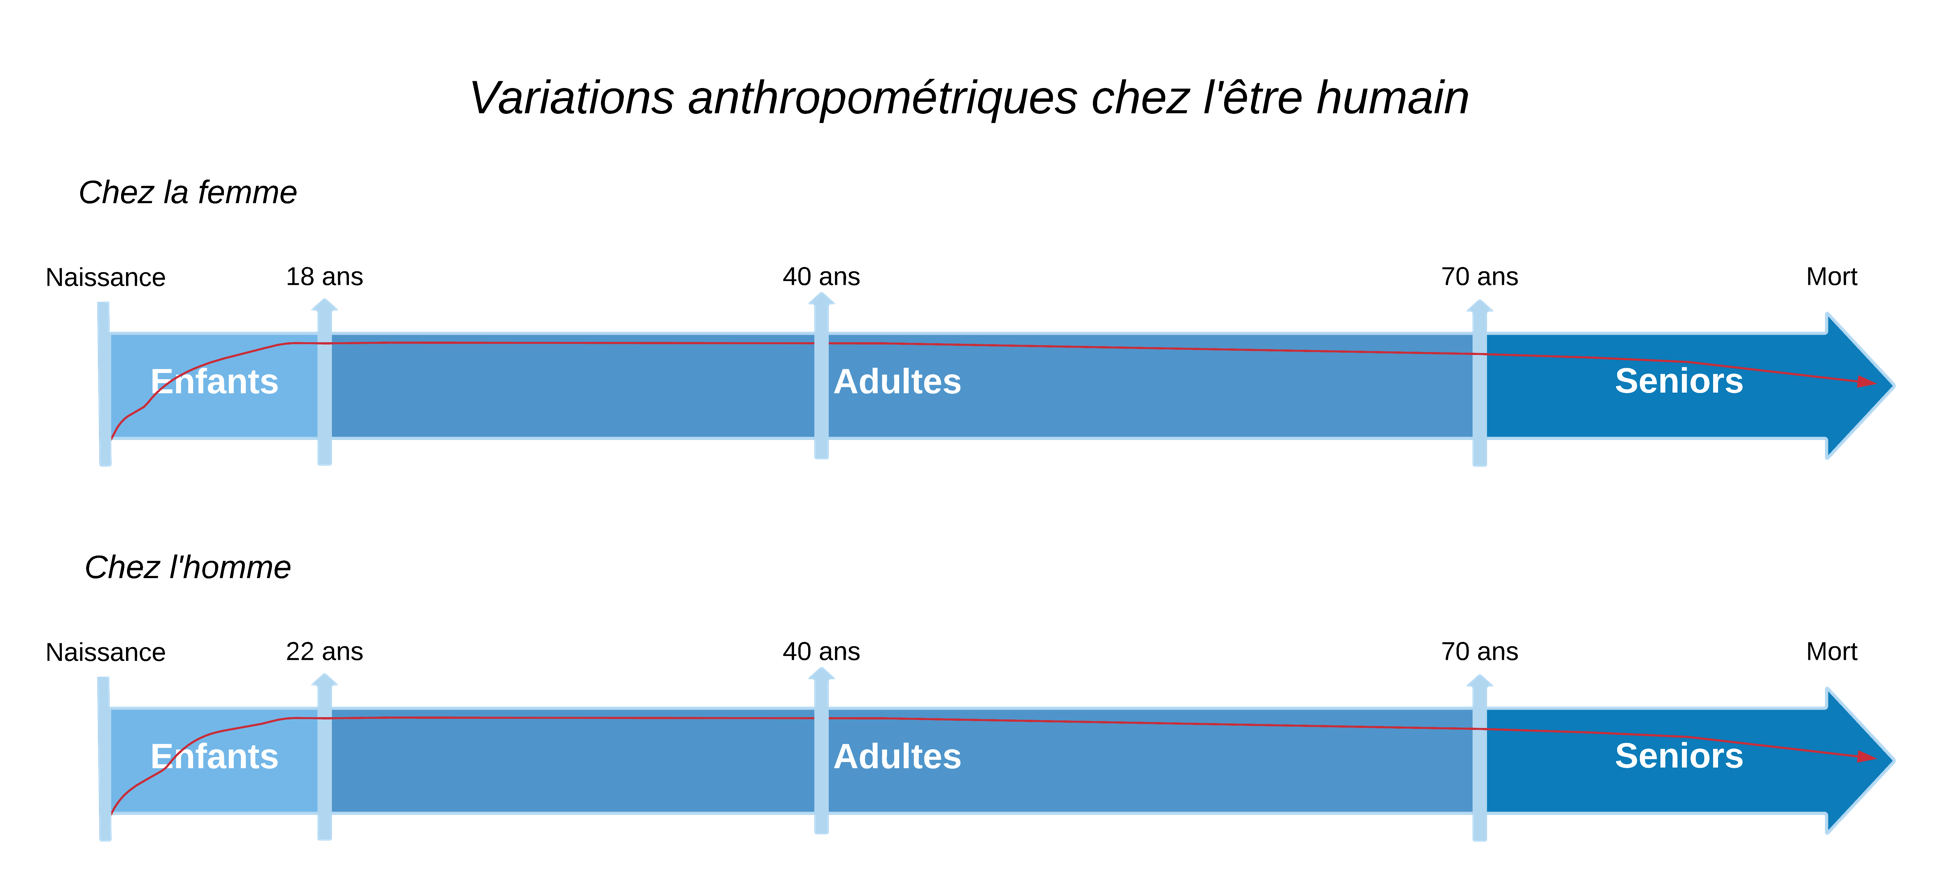 Variations anthropométriques chez l'être humain
Chez la femme
Naissance
18 ans
40 ans
70 ans
Mort
Enfants
Adultes
Seniors
Chez l'homme
Naissance
22 ans
40 ans
70 ans
Mort
Enfants
Adultes
Seniors